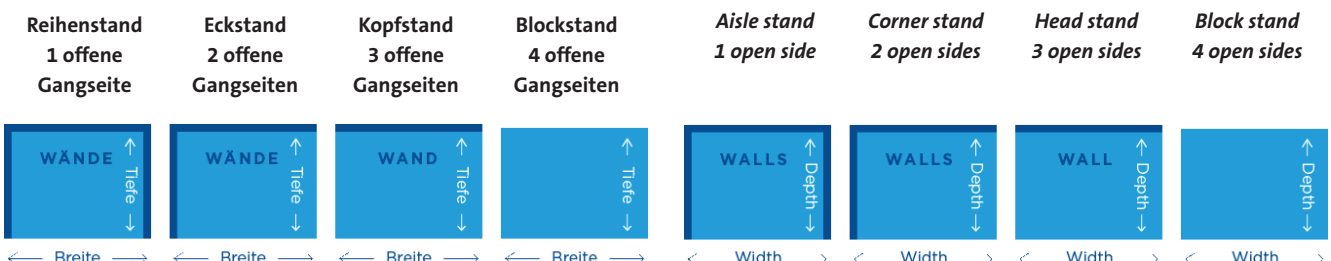 Reihenstand
1 offene
Gangseite
Eckstand
2 offene
Gangseiten
Kopfstand
3 offene
Gangseiten
Blockstand
4 offene
Gangseiten
Aisle stand
1 open side
Corner stand
2 open sides
Head stand
3 open sides
Block stand
4 open sides
WÄNDE
Tiefe
Breite
WÄNDE
Tiefe
Breite
WAND
Tiefe
Breite
Tiefe
Breite
WALLS
Depth
Width
WALLS
Depth
Width
WALL
Depth
Width
Depth
Width